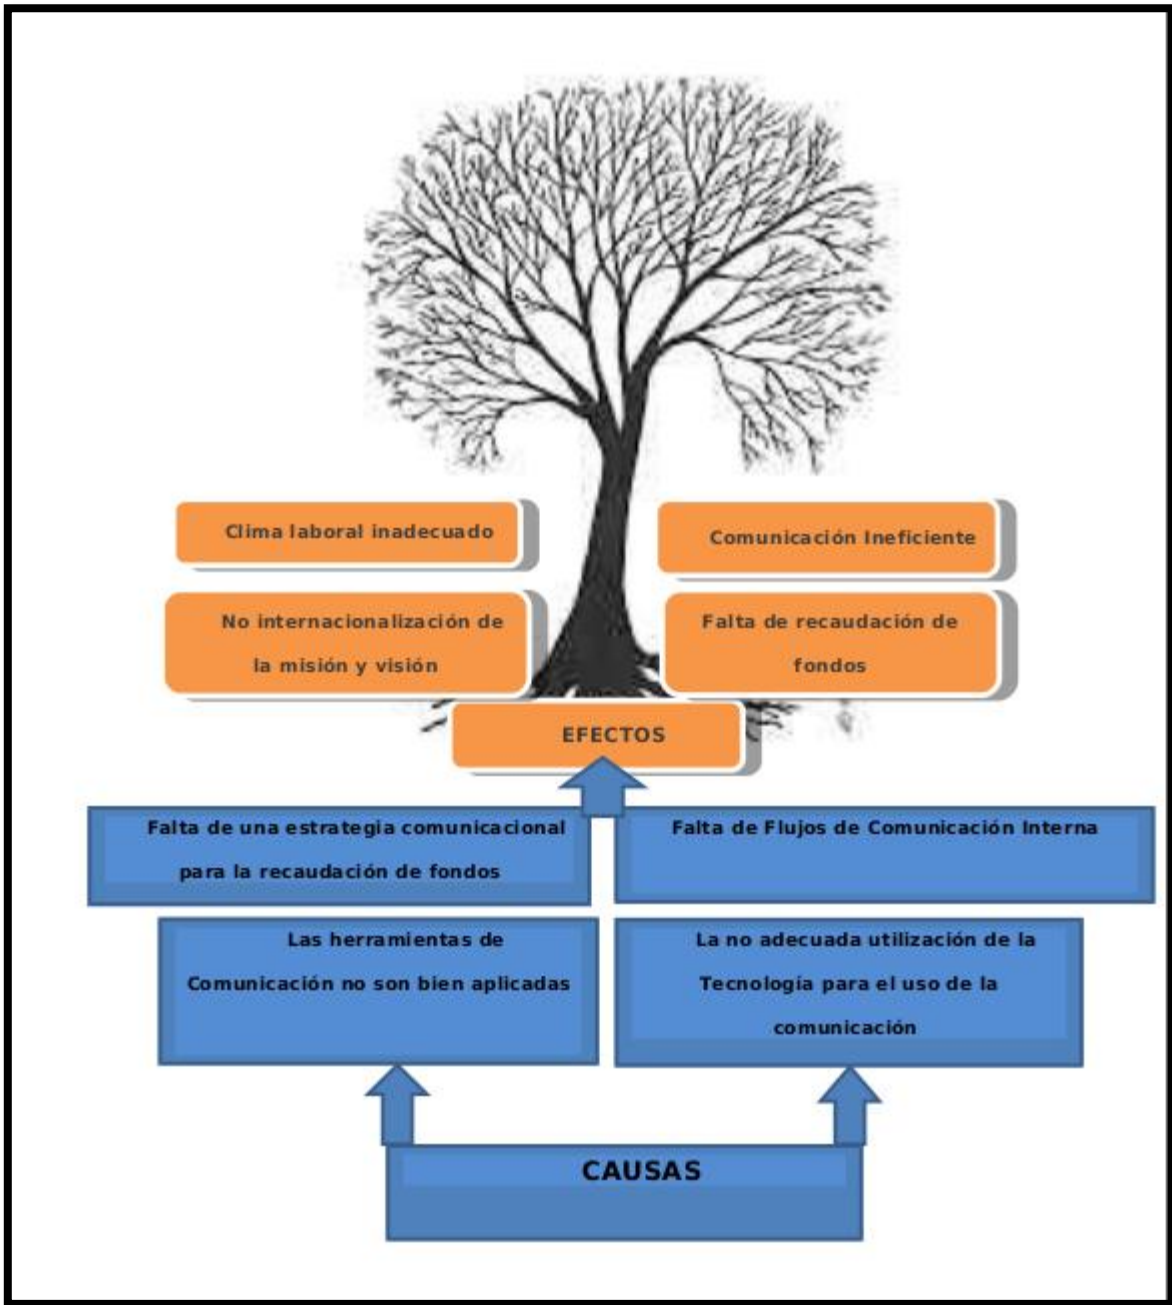 Clima laboral inadecuado
Comunicación Ineficiente
No internacionalización de
la misión y visión
Falta de recaudación de
fondos
EFECTOS
Falta de una estrategia comunicacional
para la recaudación de fondos
Falta de Flujos de Comunicación Interna
Las herramientas de
Comunicación no son bien aplicadas
La no adecuada utilización de la
Tecnología para el uso de la
comunicación
CAUSAS